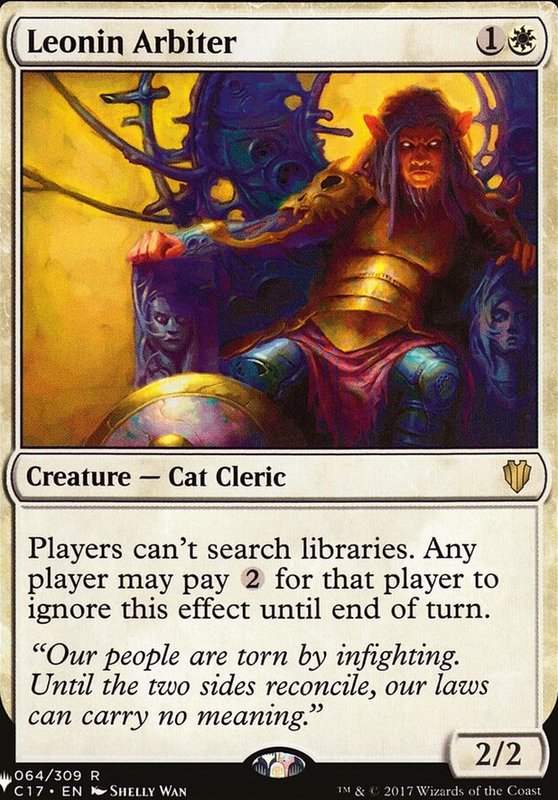 Leonin Arbiter 1
Creature — Cat Cleric
Players can't search libraries. Any
player may pay 2 for that player to
ignore this effect until end of turn.
“Our people are torn by infighting.
Until the two sides reconcile, our laws
can carry no meaning.”
2/2
064/309 R
C17 • EN Shelly Wan
™ & © 2017 Wizards of the Coast